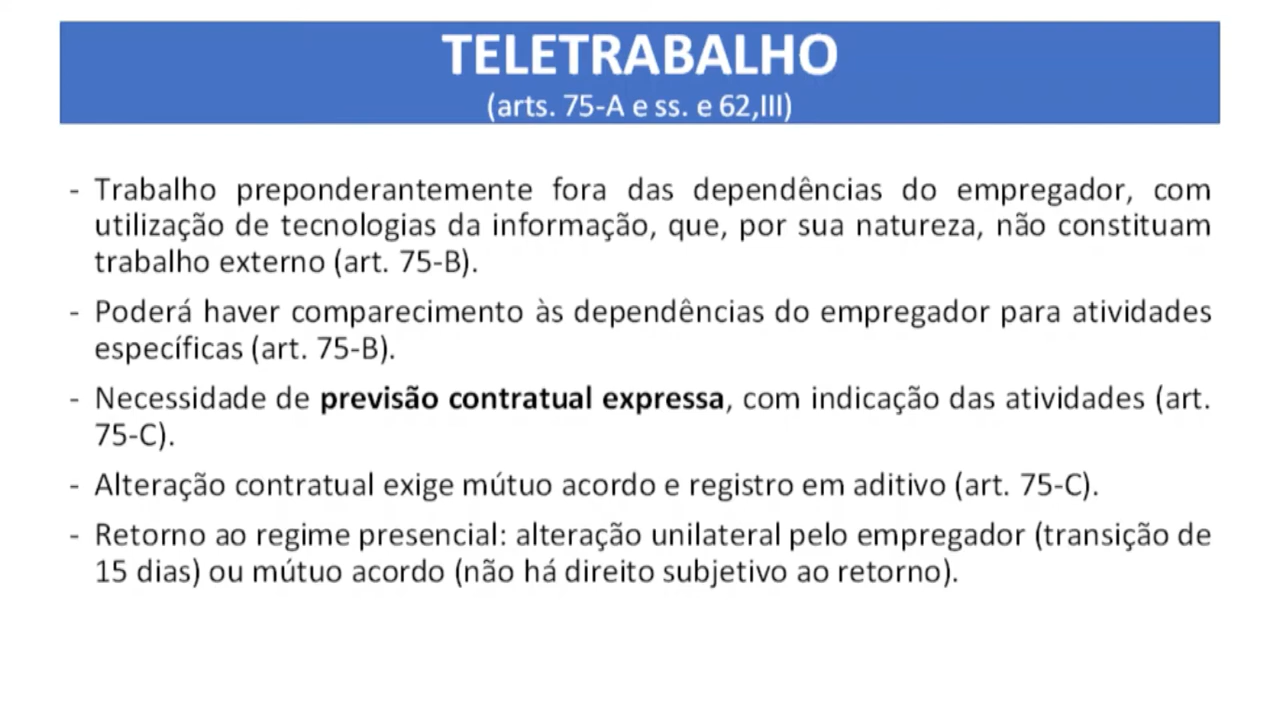 TELETRABALHO
(arts. 75-A e ss. e 62,III)
- Trabalho preponderantemente fora das dependências do empregador, com
utilização de tecnologias da informação, que, por sua natureza, não constituam
trabalho externo (art. 75-B).
- Poderá haver comparecimento às dependências do empregador para atividades
específicas (art. 75-B).
- Necessidade de previsão contratual expressa, com indicação das atividades (art.
75-C).
- Alteração contratual exige mútuo acordo e registro em aditivo (art. 75-C).
- Retorno ao regime presencial: alteração unilateral pelo empregador (transição de
15 dias) ou mútuo acordo (não há direito subjetivo ao retorno).